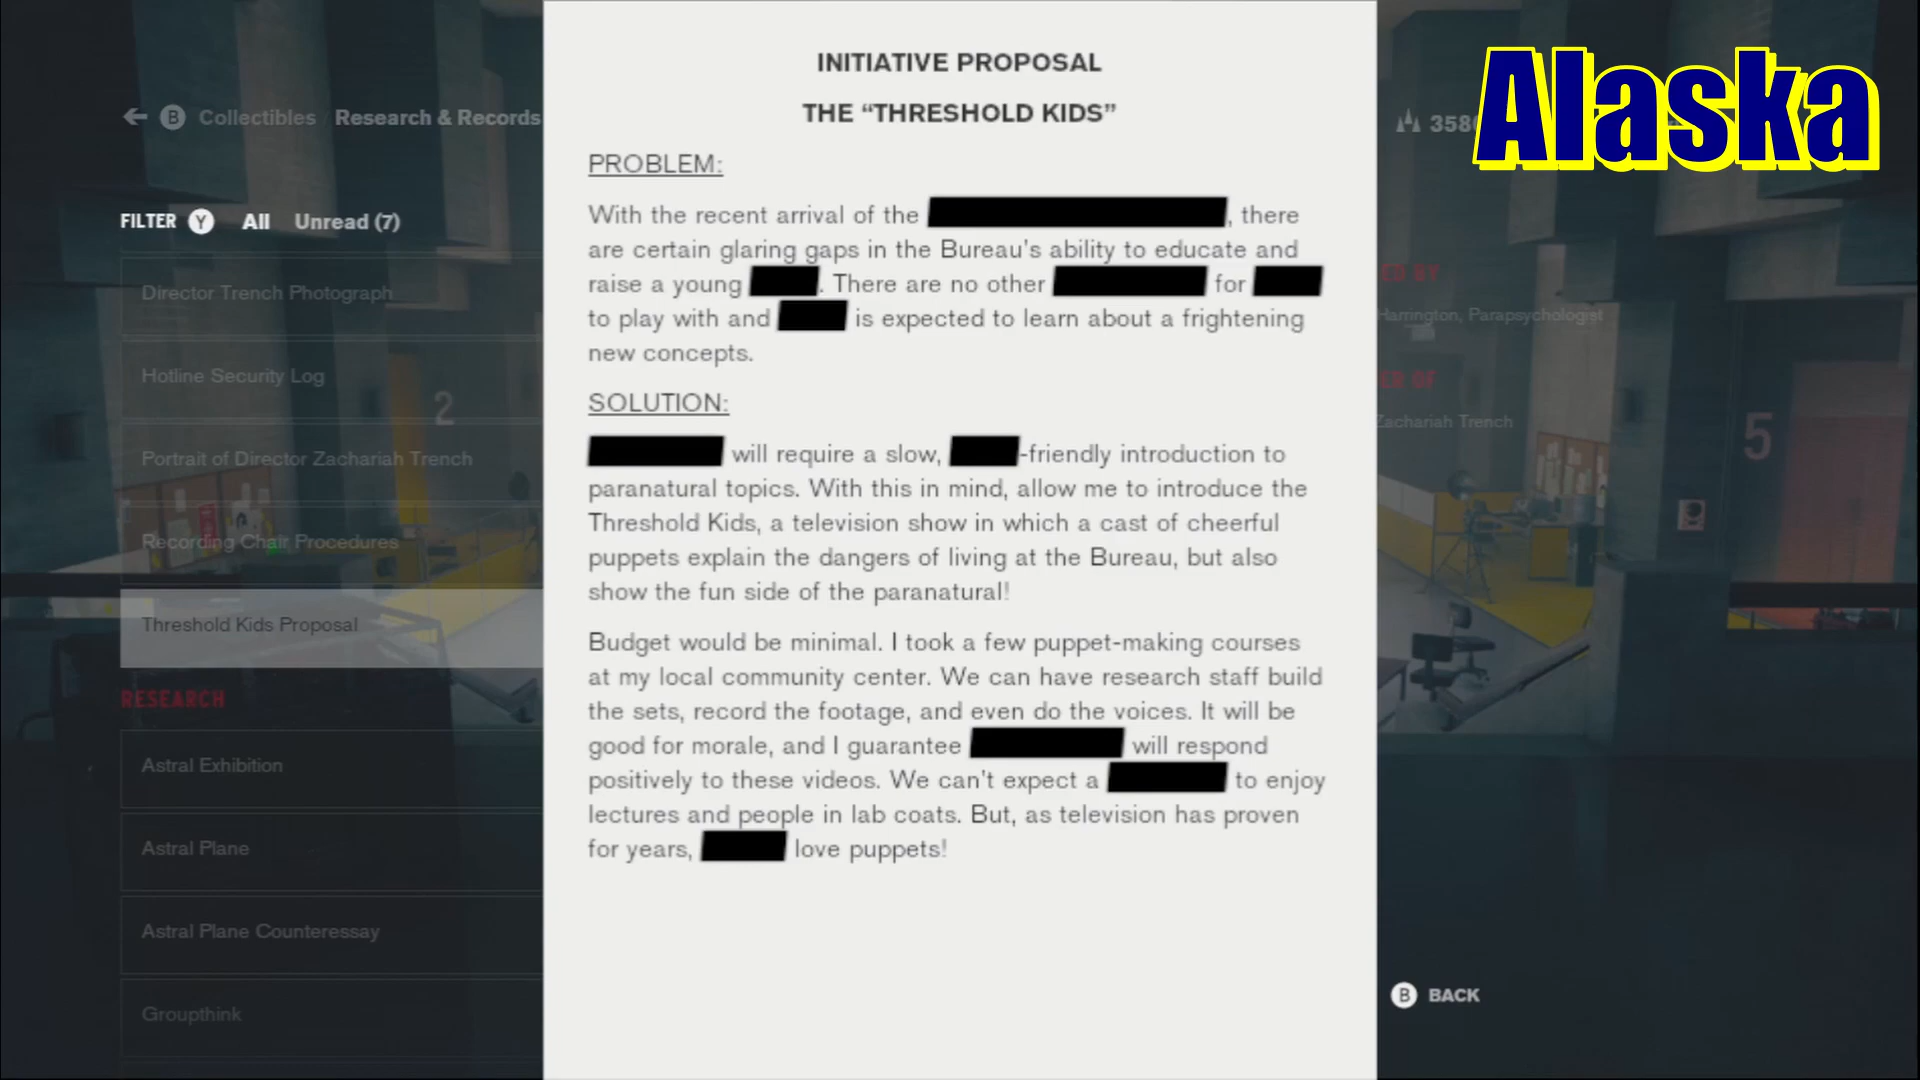 INITIATIVE PROPOSAL
THE “THRESHOLD KIDS”
PROBLEM:
With the recent arrival of the , there
are certain glaring gaps in the Bureau’s ability to educate and
raise a young . There are no other for
to play with and is expected to learn about a frightening
new concepts.
SOLUTION:
will require a slow, -friendly introduction to
paranatural topics. With this in mind, allow me to introduce the
Threshold Kids, a television show in which a cast of cheerful
puppets explain the dangers of living at the Bureau, but also
show the fun side of the paranatural!
Budget would be minimal. I took a few puppet-making courses
at my local community center. We can have research staff build
the sets, record the footage, and even do the voices. It will be
good for morale, and I guarantee will respond
positively to these videos. We can’t expect a to enjoy
lectures and people in lab coats. But, as television has proven
for years, love puppets!
B Collectibles / Research & Records
FILTER Y All Unread (7)
Director Trench Photograph
Hotline Security Log
2
Portrait of Director Zachariah Trench
Recording Chair Procedures
Threshold Kids Proposal
RESEARCH
Astral Exhibition
Astral Plane
Astral Plane Counteressay
Groupthink
Alaska
358
ED BY
Harrington, Parapsychologist
ER OF
Zachariah Trench
5
B BACK